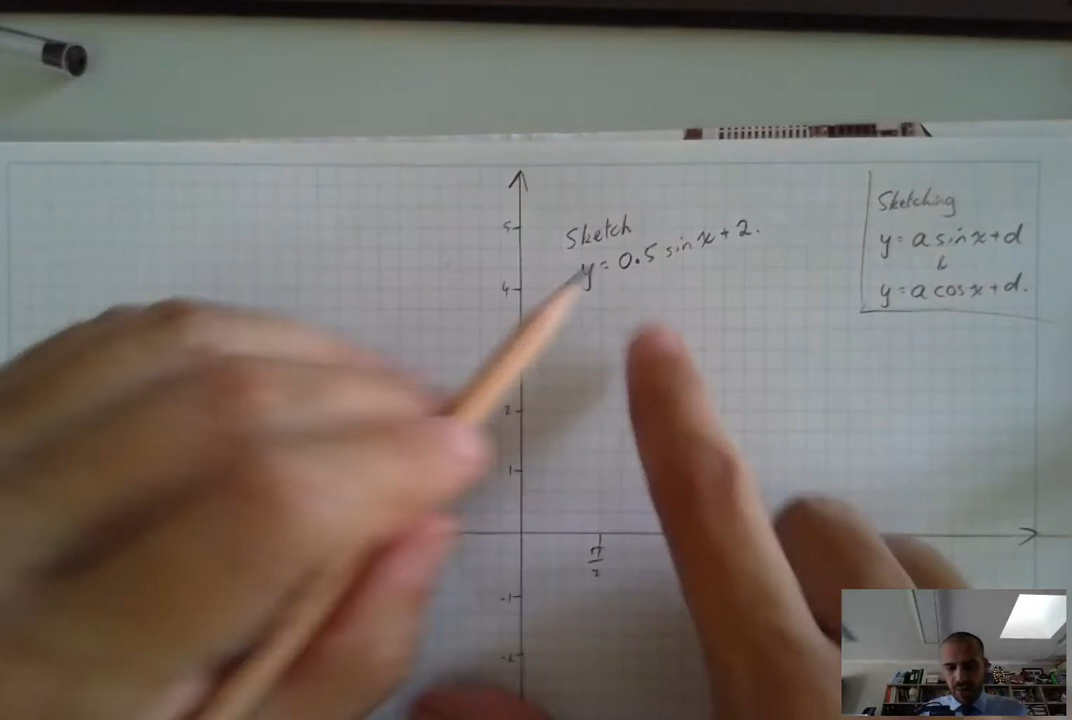 Sketch
y = 0.5 sin x + 2.
Sketching
y = a sin x + d
&
y = a cos x + d.
5
4
2
1
π/2
-1
-2